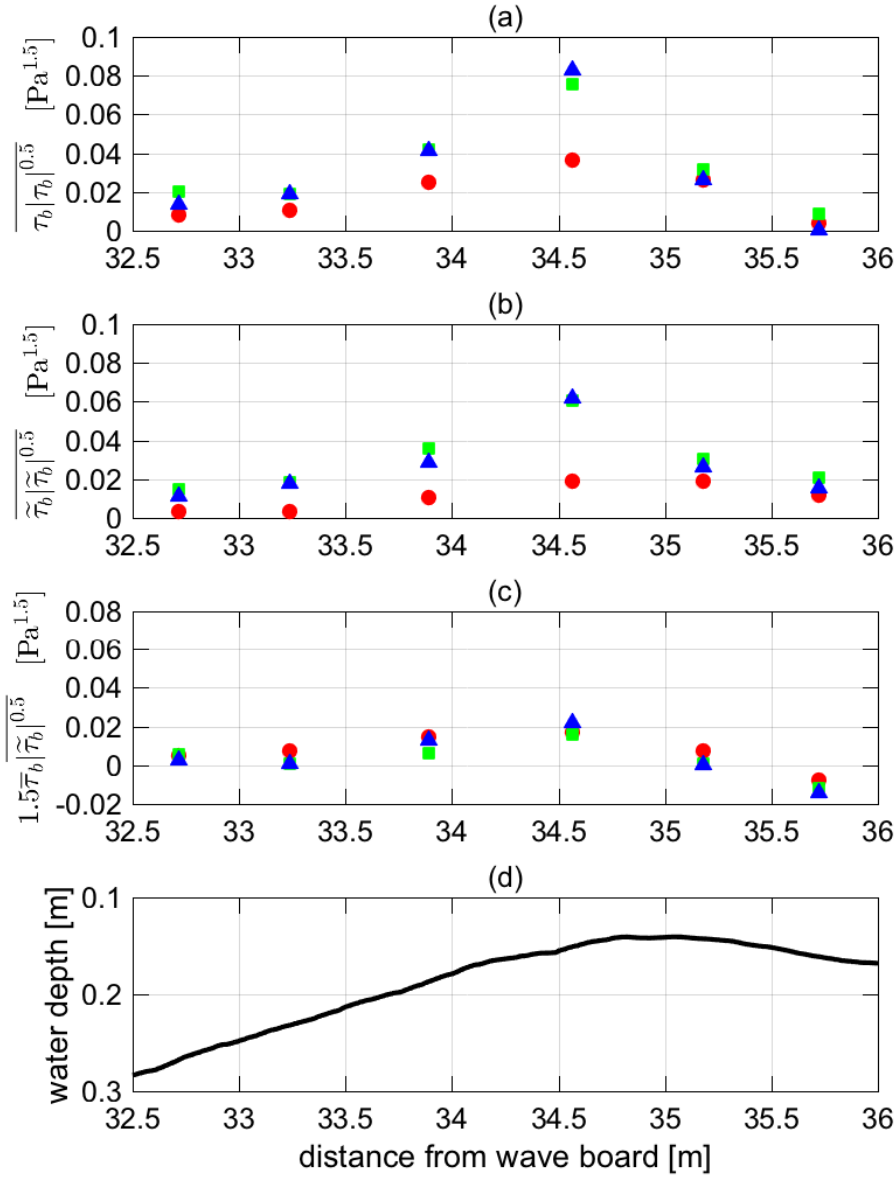 (a)
0.1
0.08
0.06
0.04
0.02
0
τ_b|τ_b|^0.5 [Pa^1.5]
32.5 33 33.5 34 34.5 35 35.5 36
(b)
0.1
0.08
0.06
0.04
0.02
0
τ̃_b|τ̃_b|^0.5 [Pa^1.5]
32.5 33 33.5 34 34.5 35 35.5 36
(c)
0.08
0.06
0.04
0.02
0
-0.02
1.5τ̄_b|τ̃_b|^0.5 [Pa^1.5]
32.5 33 33.5 34 34.5 35 35.5 36
(d)
0.1
0.2
0.3
water depth [m]
32.5 33 33.5 34 34.5 35 35.5 36
distance from wave board [m]